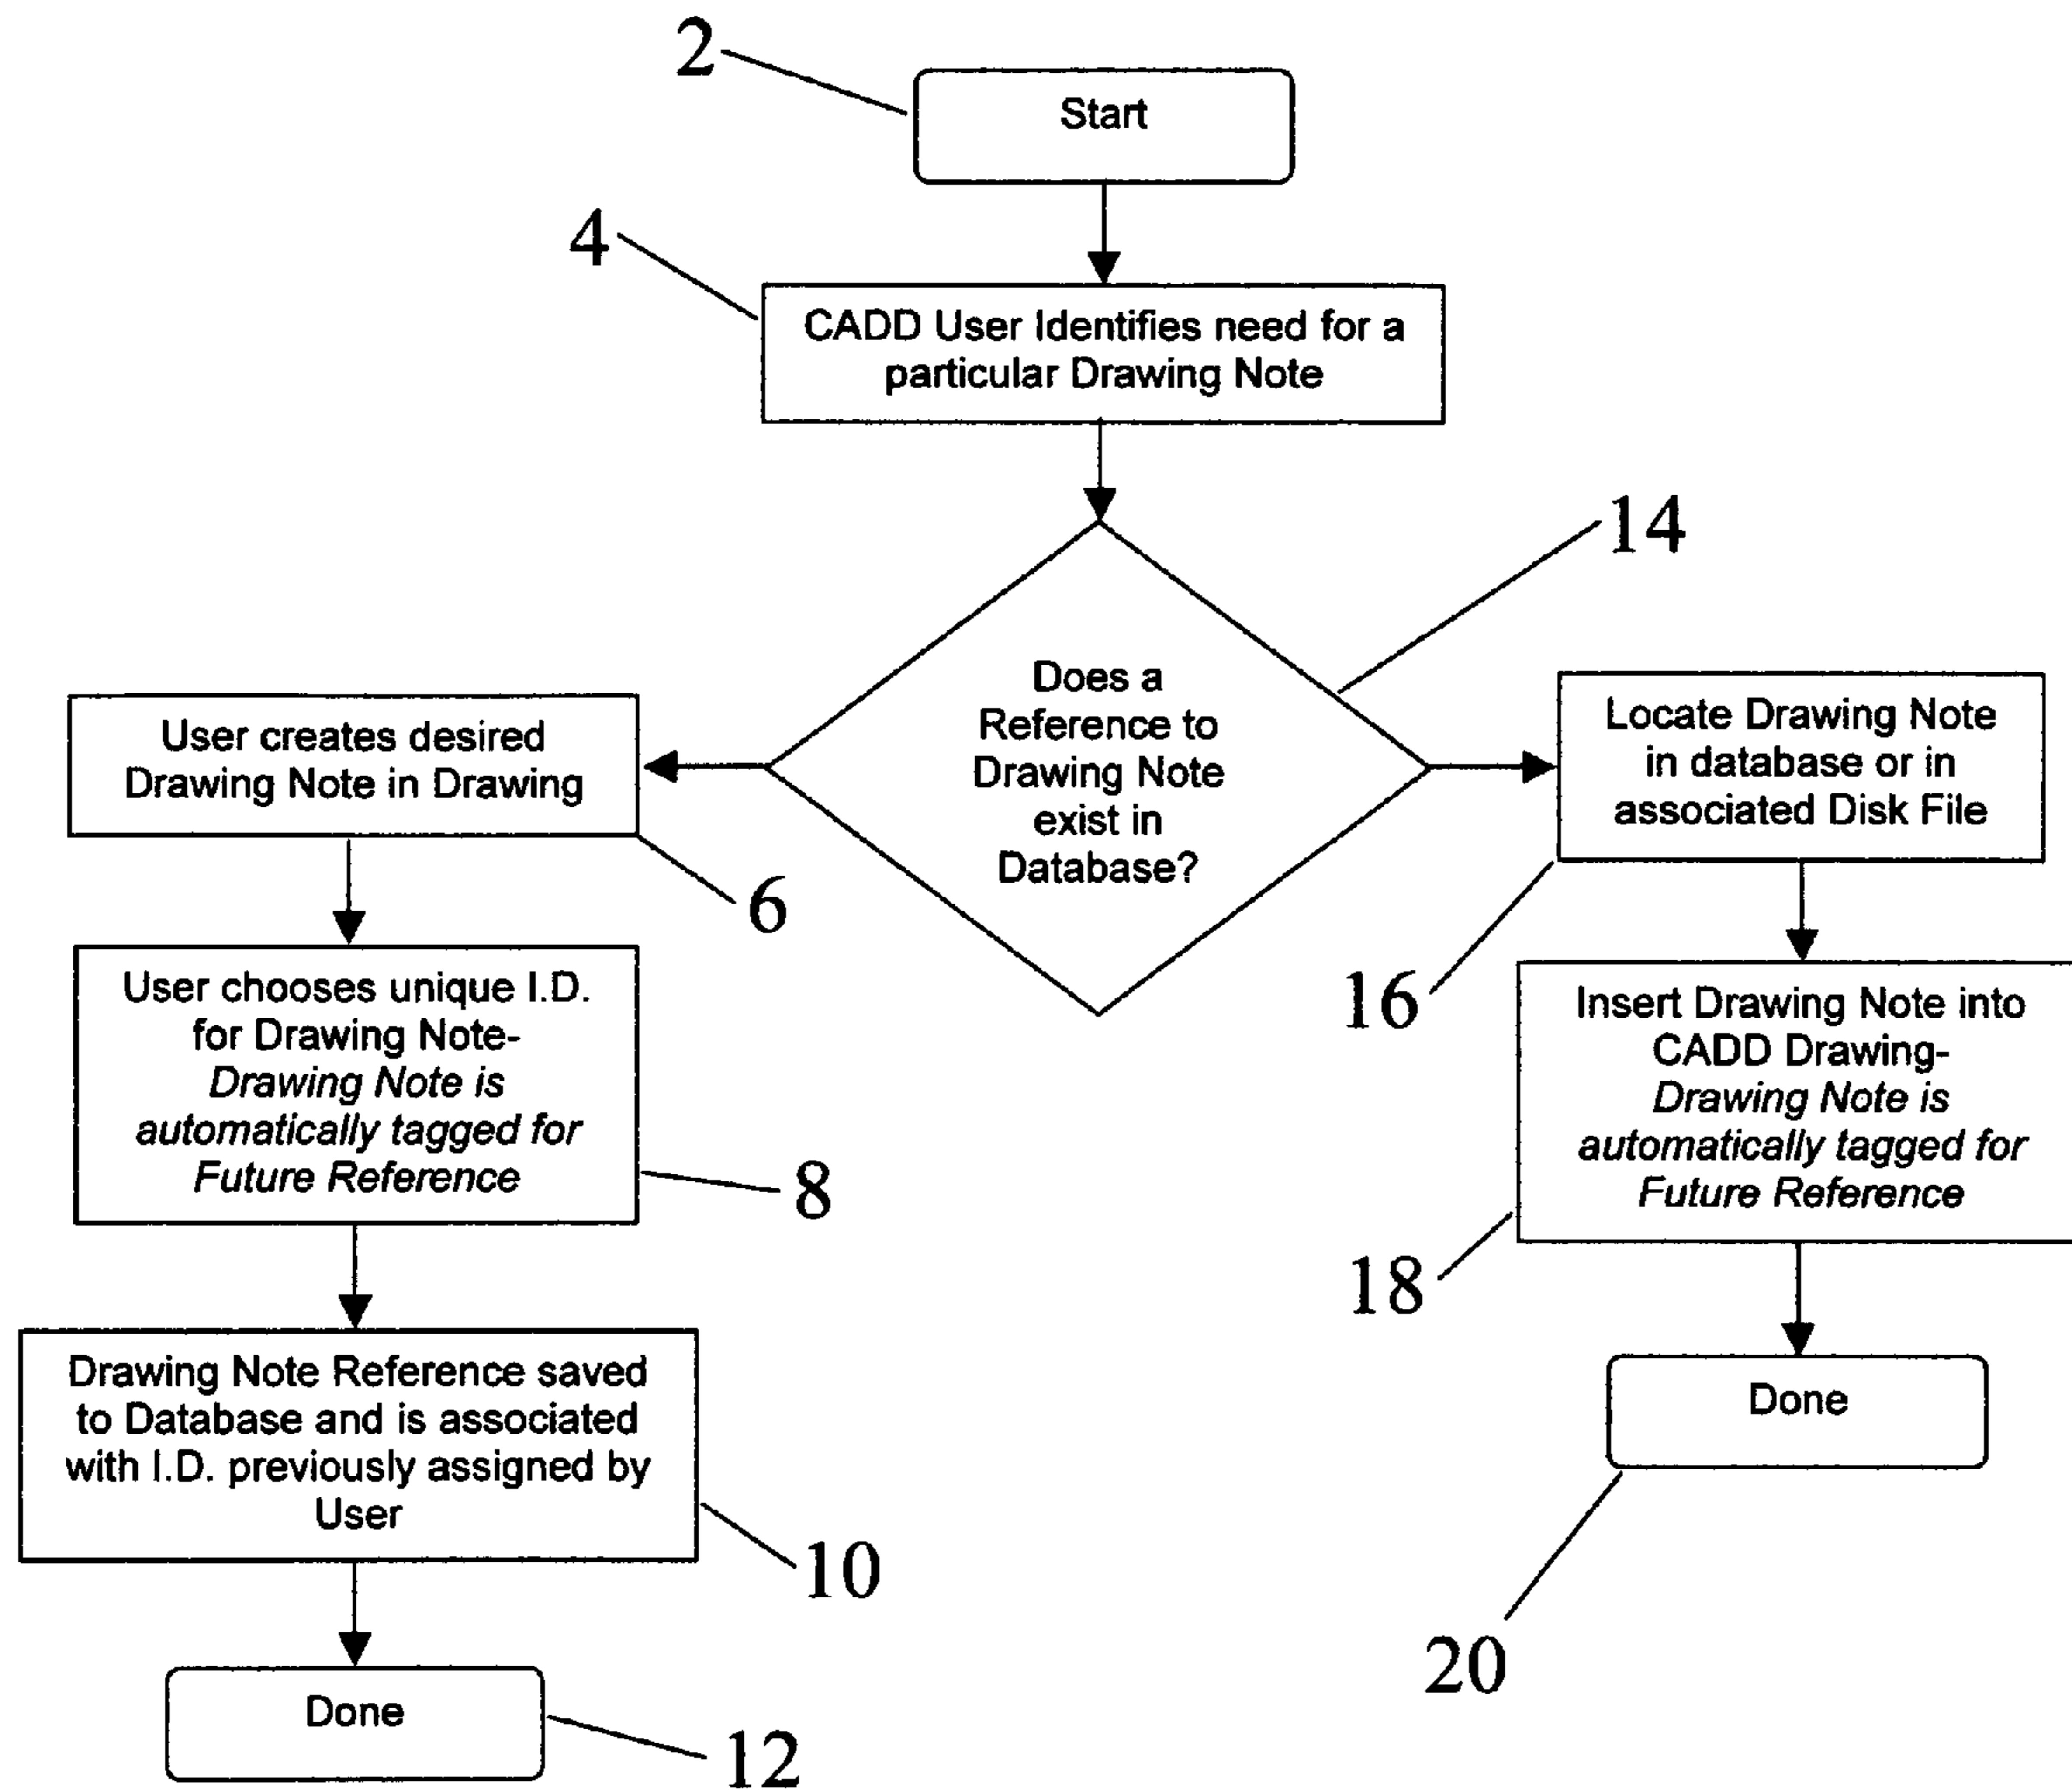 2
Start
4
CADD User Identifies need for a
particular Drawing Note
14
Does a
Reference to
Drawing Note
exist in
Database?
User creates desired
Drawing Note in Drawing
6
User chooses unique I.D.
for Drawing Note-
Drawing Note is
automatically tagged for
Future Reference
8
Drawing Note Reference saved
to Database and is associated
with I.D. previously assigned by
User
10
Done
12
Locate Drawing Note
in database or in
associated Disk File
16
Insert Drawing Note into
CADD Drawing-
Drawing Note is
automatically tagged for
Future Reference
18
Done
20